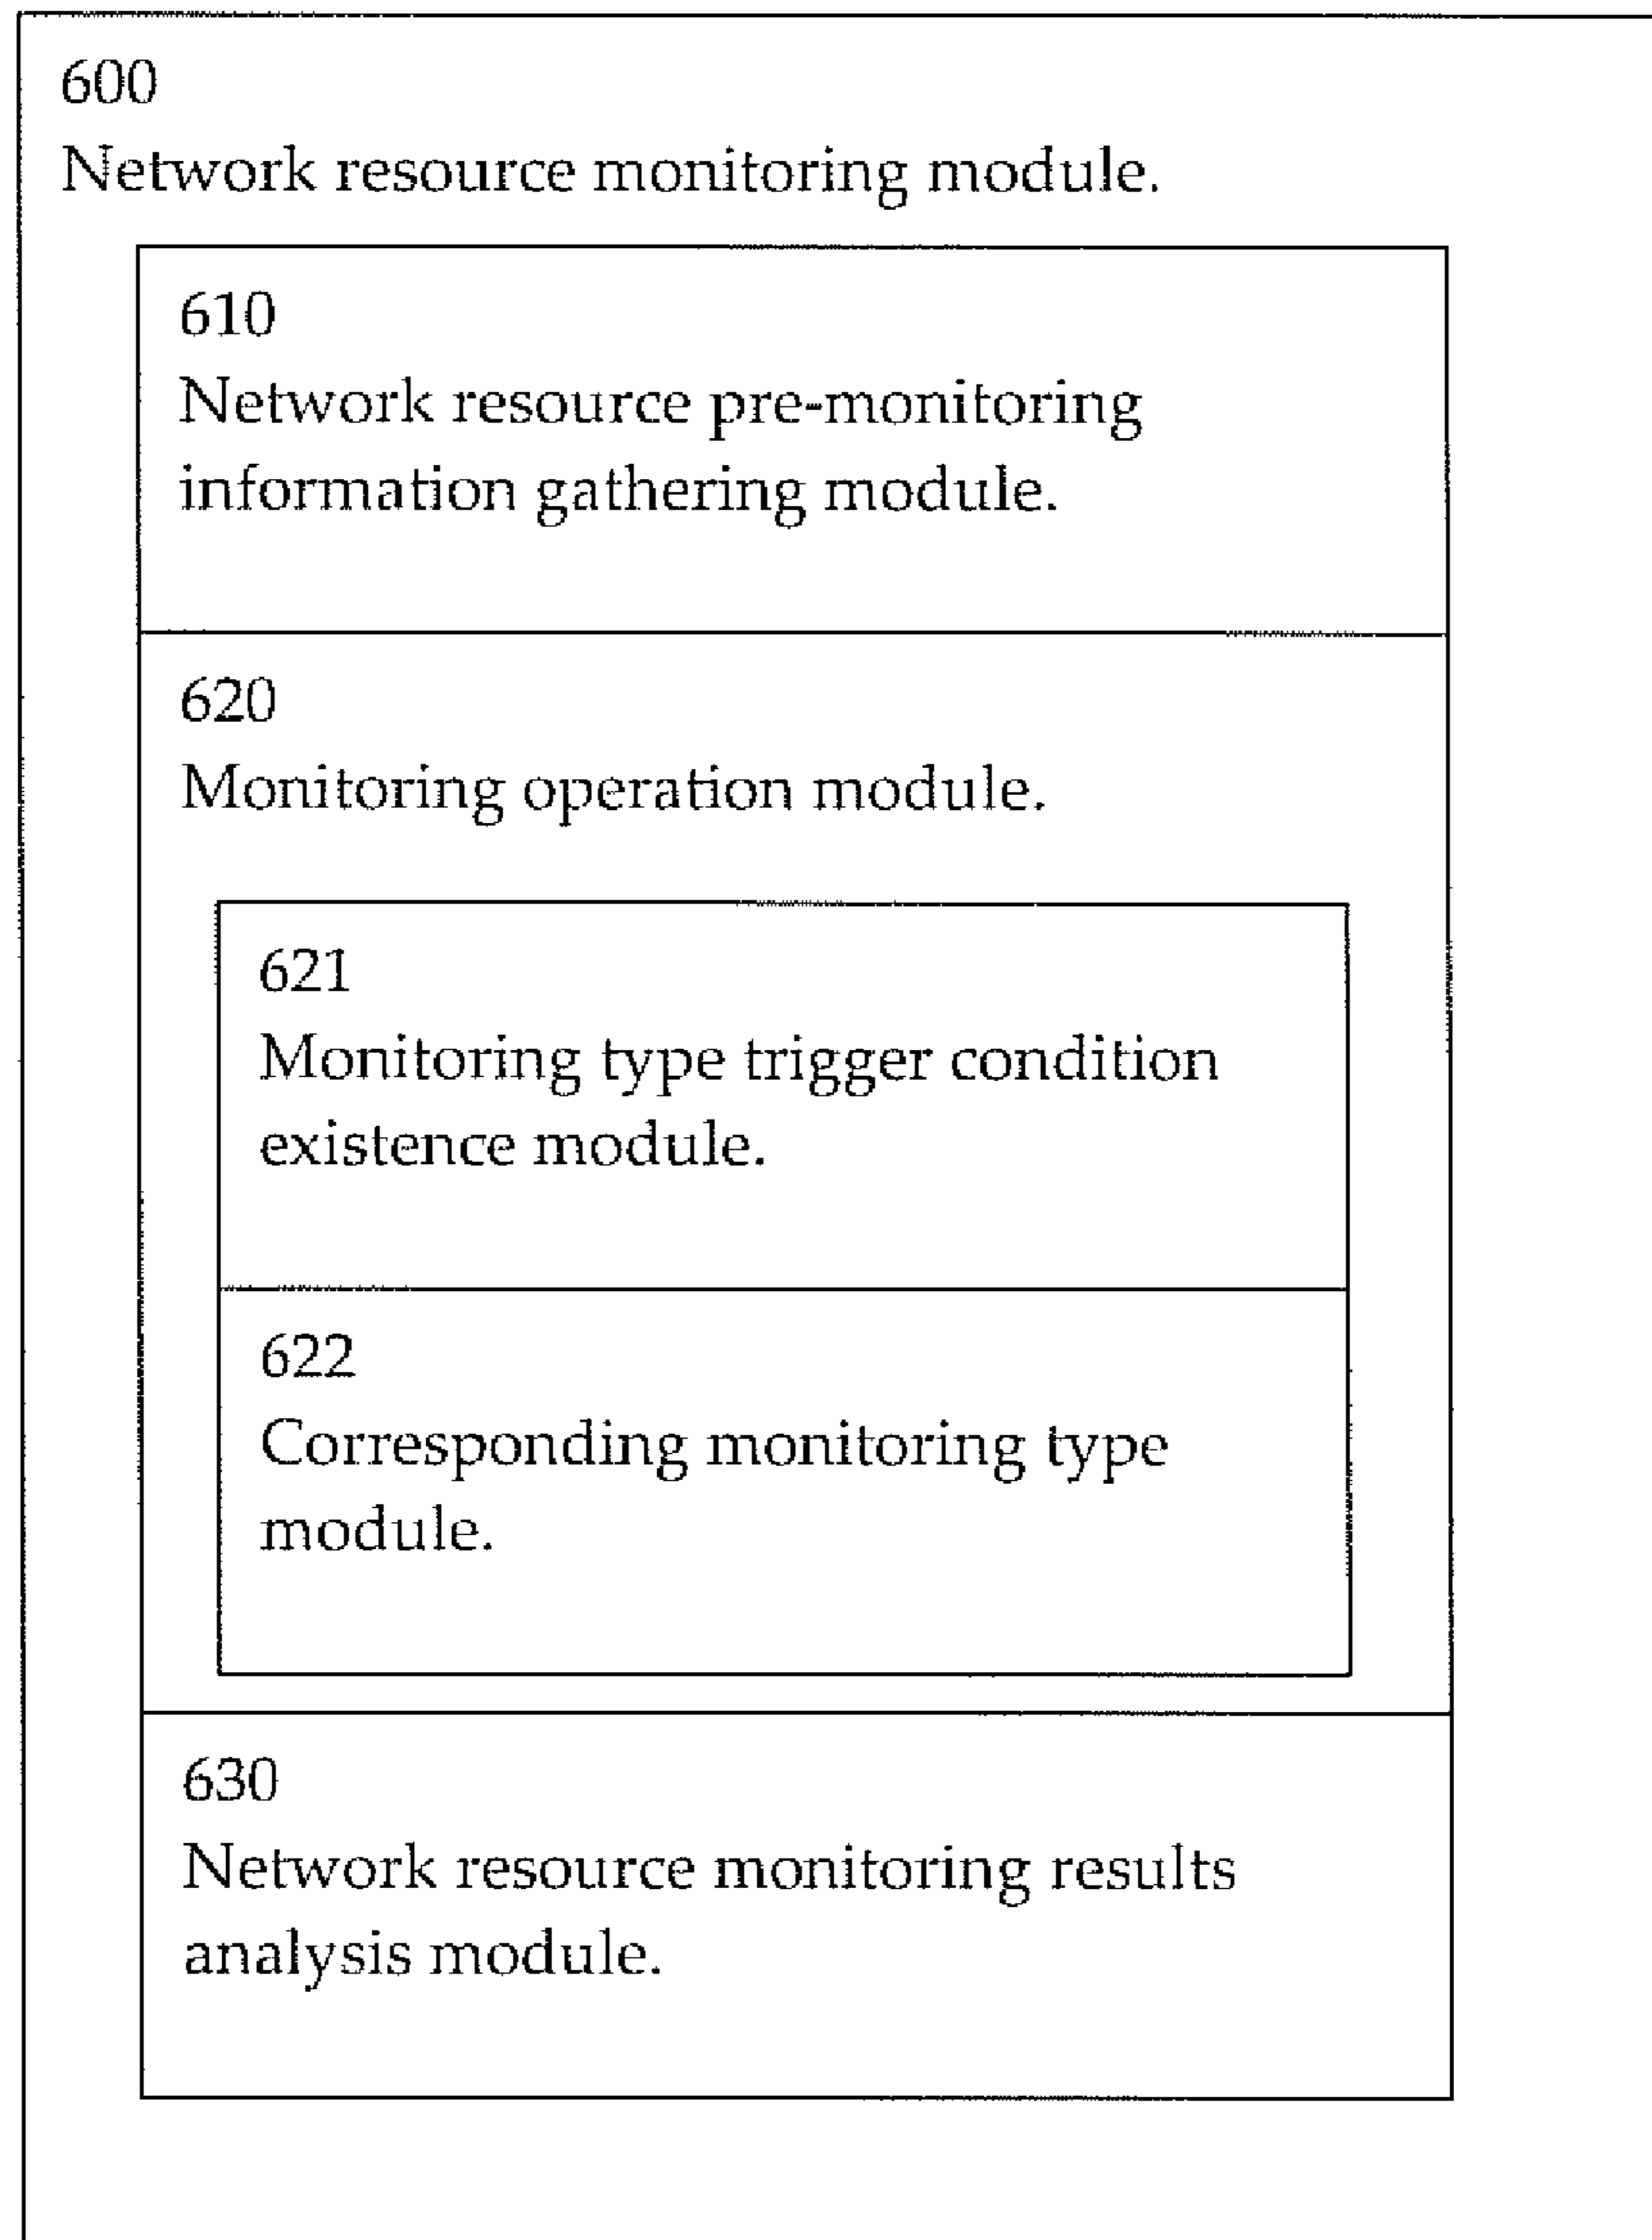 600
Network resource monitoring module.
610
Network resource pre-monitoring
information gathering module.
620
Monitoring operation module.
621
Monitoring type trigger condition
existence module.
622
Corresponding monitoring type
module.
630
Network resource monitoring results
analysis module.